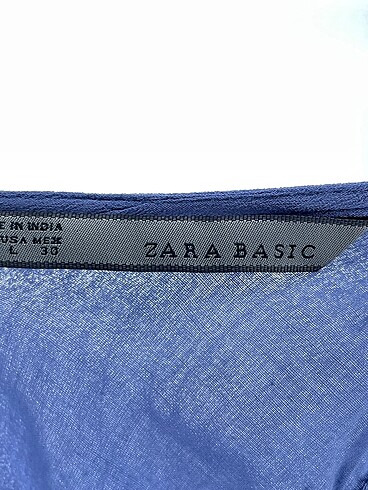 E IN INDIA
USA MEX
L 30
ZARA BASIC